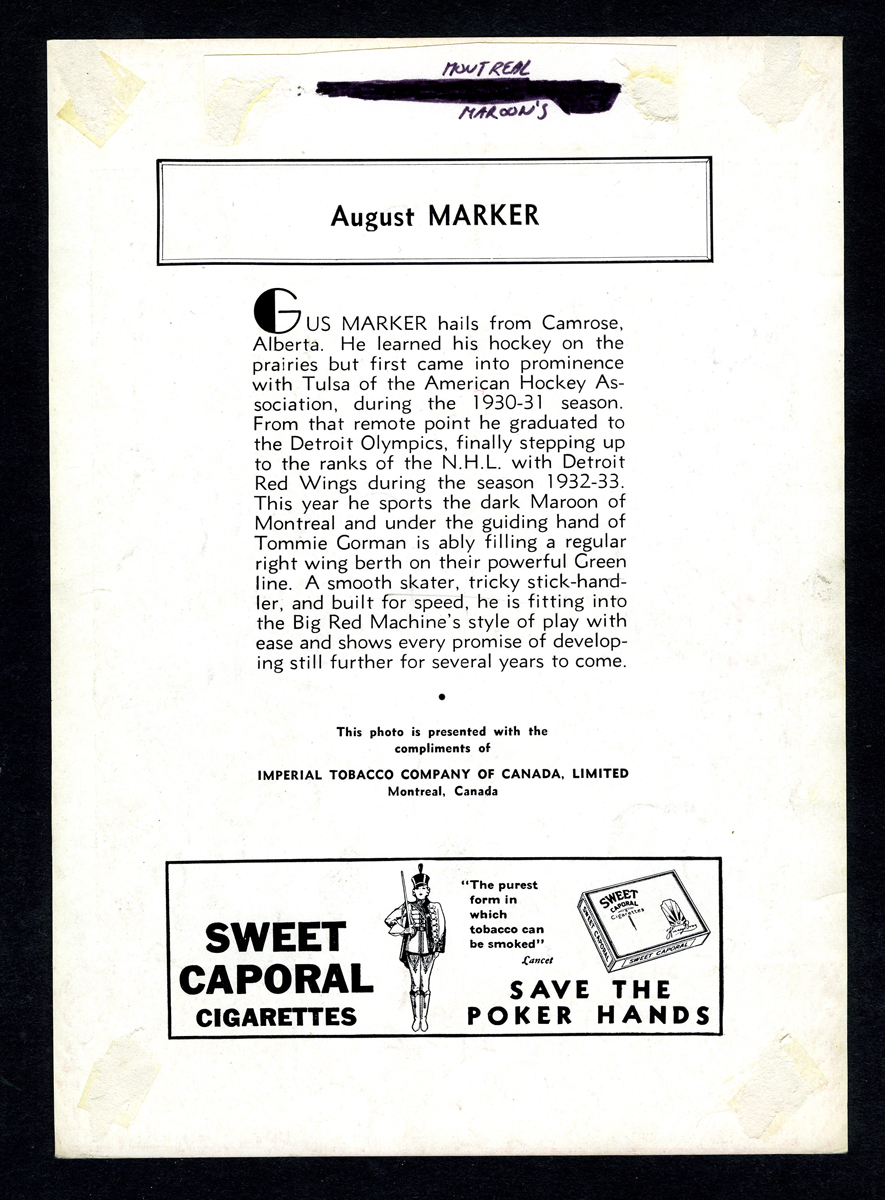 MONTREAL
MAROON'S
August MARKER
GUS MARKER hails from Camrose,
Alberta. He learned his hockey on the
prairies but first came into prominence
with Tulsa of the American Hockey As-
sociation, during the 1930-31 season.
From that remote point he graduated to
the Detroit Olympics, finally stepping up
to the ranks of the N.H.L. with Detroit
Red Wings during the season 1932-33.
This year he sports the dark Maroon of
Montreal and under the guiding hand of
Tommie Gorman is ably filling a regular
right wing berth on their powerful Green
line. A smooth skater, tricky stick-hand-
ler, and built for speed, he is fitting into
the Big Red Machine's style of play with
ease and shows every promise of develop-
ing still further for several years to come.
•
This photo is presented with the
compliments of
IMPERIAL TOBACCO COMPANY OF CANADA, LIMITED
Montreal, Canada
SWEET
CAPORAL
CIGARETTES
"The purest
form in
which
tobacco can
be smoked"
Lancet
SWEET
CAPORAL
Cigarettes
SWEET CAPORAL
SWEET CAPORAL
SAVE THE
POKER HANDS